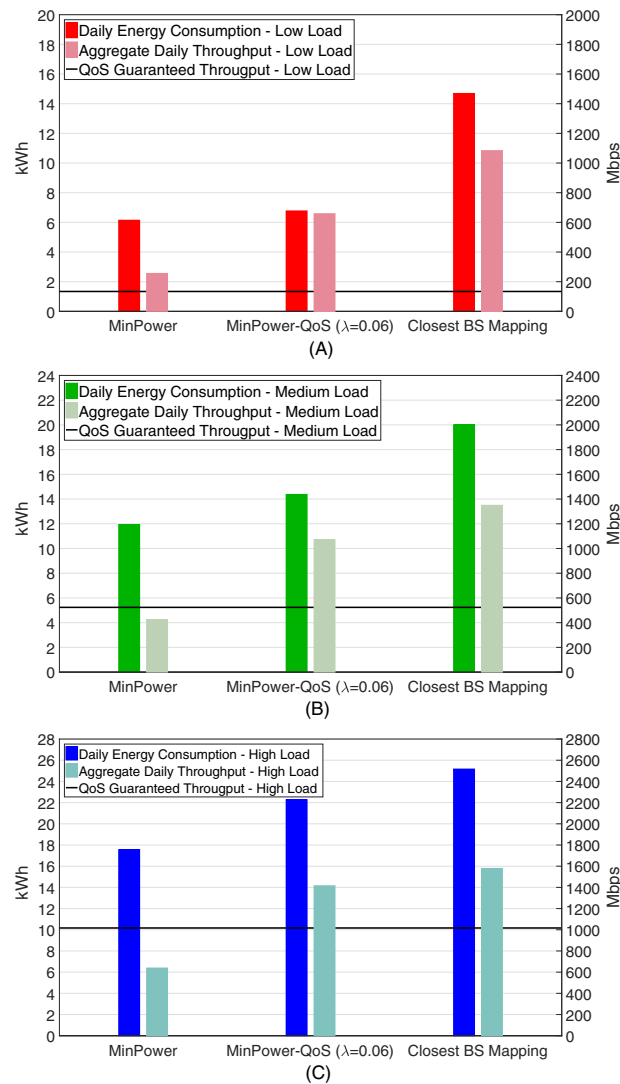 20
18
16
14
12
10
8
6
4
2
0
kWh
Daily Energy Consumption - Low Load
Aggregate Daily Throughput - Low Load
QoS Guaranteed Througput - Low Load
2000
1800
1600
1400
1200
1000
800
600
400
200
0
Mbps
MinPower
MinPower-QoS (λ=0.06)
Closest BS Mapping
(A)
24
22
20
18
16
14
12
10
8
6
4
2
0
kWh
Daily Energy Consumption - Medium Load
Aggregate Daily Throughput - Medium Load
QoS Guaranteed Througput - Medium Load
2400
2200
2000
1800
1600
1400
1200
1000
800
600
400
200
0
Mbps
MinPower
MinPower-QoS (λ=0.06)
Closest BS Mapping
(B)
28
26
24
22
20
18
16
14
12
10
8
6
4
2
0
kWh
Daily Energy Consumption - High Load
Aggregate Daily Throughput - High Load
QoS Guaranteed Througput - High Load
2800
2600
2400
2200
2000
1800
1600
1400
1200
1000
800
600
400
200
0
Mbps
MinPower
MinPower-QoS (λ=0.06)
Closest BS Mapping
(C)